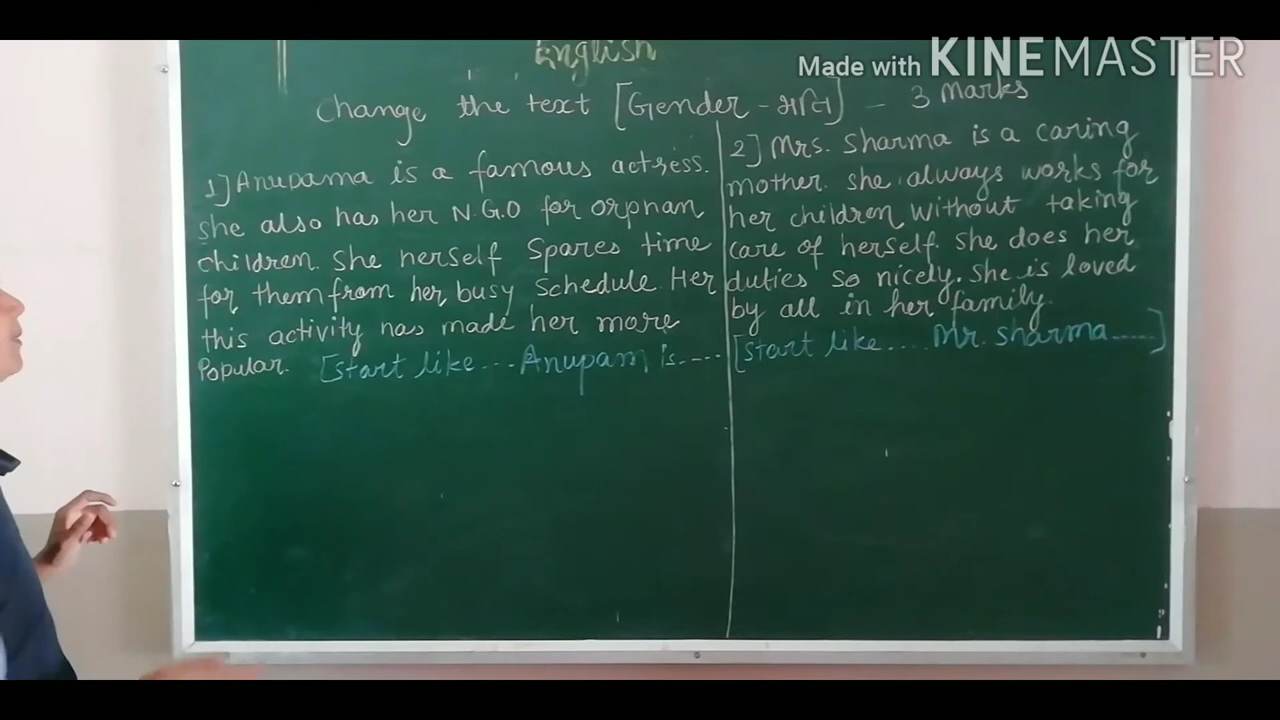 English
Made with KINEMASTER
Change the text [Gender - જાતિ] - 3 Marks
1] Anupama is a famous actress.
she also has her N.G.O for orphan
children. She herself Spares time
for them from her busy Schedule. Her
this activity has made her more
Popular. [start like... Anupam is....
2] Mrs. Sharma is a caring
mother. she always works for
her children without taking
care of herself. she does her
duties so nicely. she is loved
by all in her family.
[start like.... Mr. Sharma......]